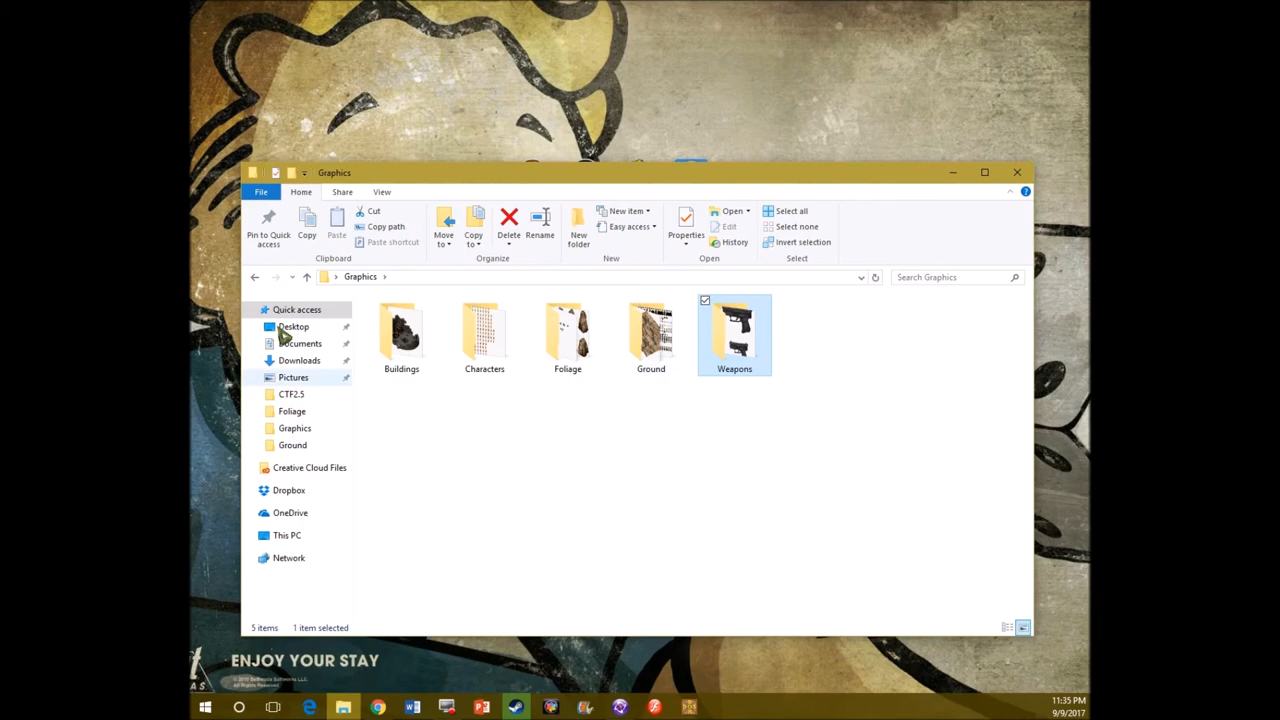 Graphics
File Home Share View
Pin to Quick access
Copy
Paste
Cut
Copy path
Paste shortcut
Move to
Copy to
Delete
Rename
New folder
New item
Easy access
Properties
Open
Edit
History
Select all
Select none
Invert selection
Clipboard Organize New Open Select
Graphics
Search Graphics
Quick access
Desktop
Documents
Downloads
Pictures
CTF2.5
Foliage
Graphics
Ground
Creative Cloud Files
Dropbox
OneDrive
This PC
Network
Buildings Characters Foliage Ground Weapons
5 items 1 item selected
ENJOY YOUR STAY
AS
11:35 PM
9/9/2017